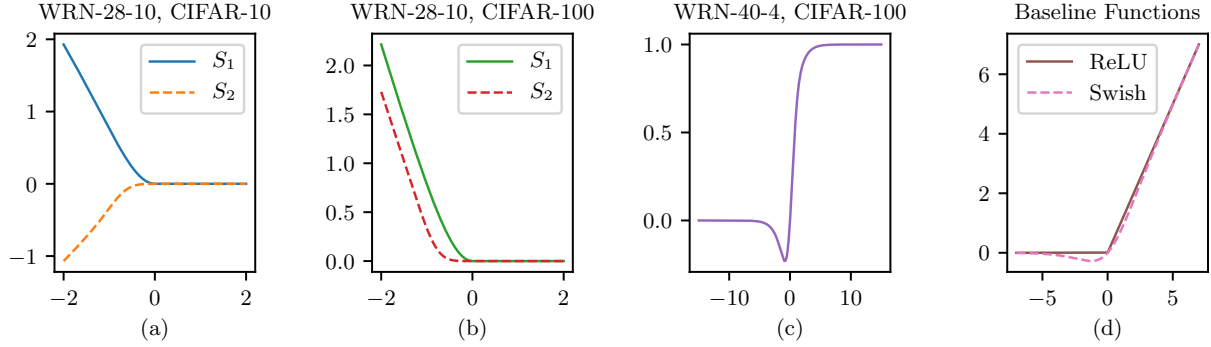 WRN-28-10, CIFAR-10
2
1
0
−1
−2
0
2
S1
S2
(a)
WRN-28-10, CIFAR-100
2.0
1.5
1.0
0.5
0.0
−2
0
2
S1
S2
(b)
WRN-40-4, CIFAR-100
1.0
0.5
0.0
−10
0
10
(c)
Baseline Functions
6
4
2
0
−5
0
5
ReLU
Swish
(d)